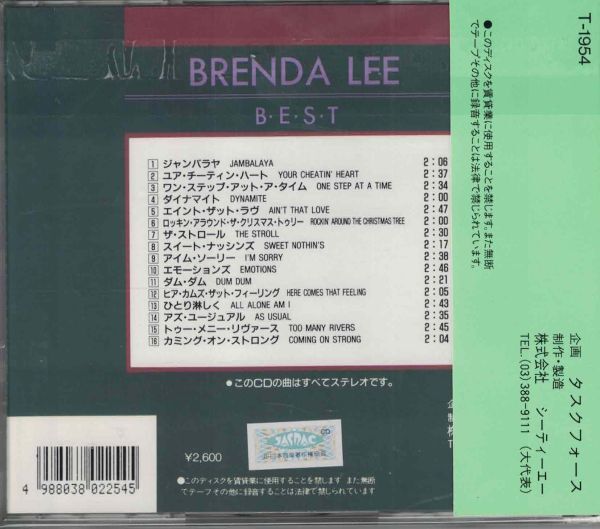 BRENDA LEE
B・E・S・T
1 ジャンバラヤ JAMBALAYA 2:06
2 ユア・チーティン・ハート YOUR CHEATIN' HEART 2:37
3 ワン・ステップ・アット・ア・タイム ONE STEP AT A TIME 2:34
4 ダイナマイト DYNAMITE 2:00
5 エイント・ザット・ラヴ AIN'T THAT LOVE 2:47
6 ロッキン・アラウンド・ザ・クリスマス・トゥリー ROCKIN' AROUND THE CHRISTMAS TREE 2:00
7 ザ・ストロール THE STROLL 2:30
8 スイート・ナッシンズ SWEET NOTHIN'S 2:17
9 アイム・ソーリー I'M SORRY 2:38
10 エモーションズ EMOTIONS 2:46
11 ダム・ダム DUM DUM 2:21
12 ヒア・カムズ・ザット・フィーリング HERE COMES THAT FEELING 2:05
13 ひとり淋しく ALL ALONE AM I 2:43
14 アズ・ユージュアル AS USUAL 2:35
15 トゥー・メニー・リヴァース TOO MANY RIVERS 2:45
16 カミング・オン・ストロング COMING ON STRONG 2:04
●このCDの曲はすべてステレオです。
¥2,600
JASRAC
CD
●このディスクを賃貸業に使用することを禁じます また無断
でテープその他に録音することは法律で禁じられています
4 988038 022545
T-1954
●このディスクを賃貸業に使用することを禁じます。また無断
でテープその他に録音することは法律で禁じられています。
企画 タスクフォース
制作・製造
株式会社 シーティーエー
TEL.(03)388-9111 (大代表)